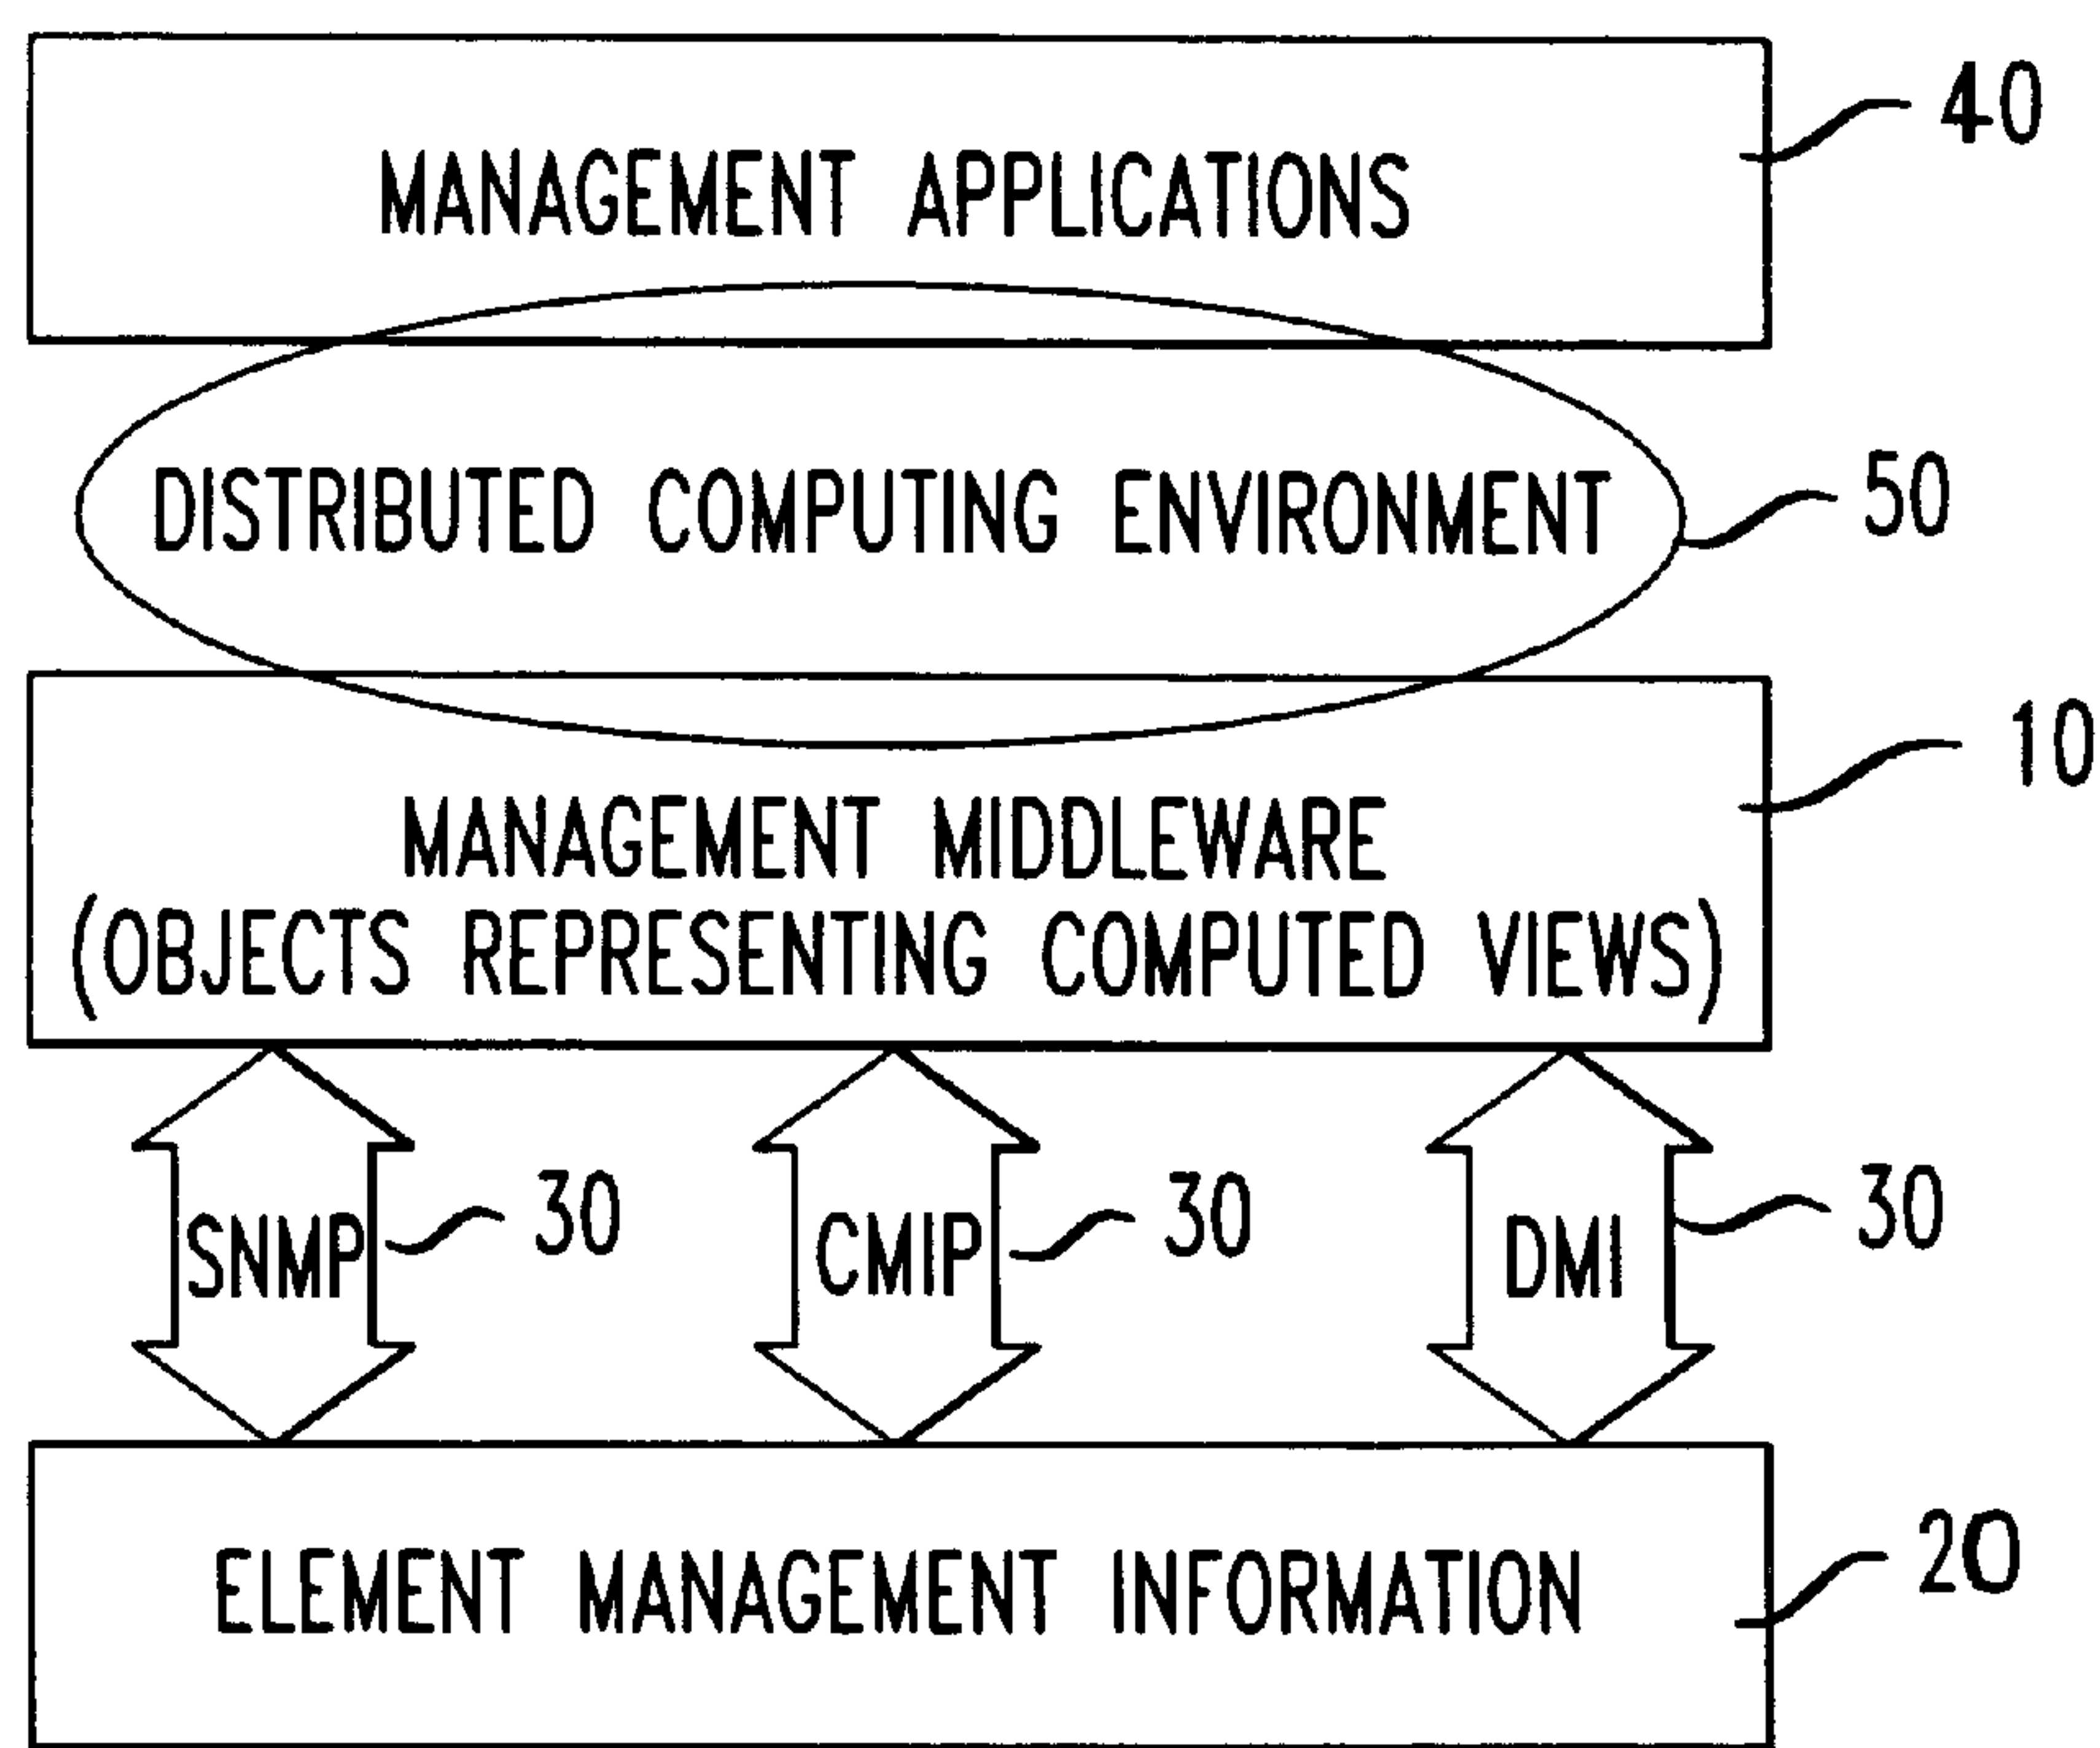 MANAGEMENT APPLICATIONS
40
DISTRIBUTED COMPUTING ENVIRONMENT
50
10
MANAGEMENT MIDDLEWARE
(OBJECTS REPRESENTING COMPUTED VIEWS)
SNMP
30
CMIP
30
DMI
30
ELEMENT MANAGEMENT INFORMATION
20